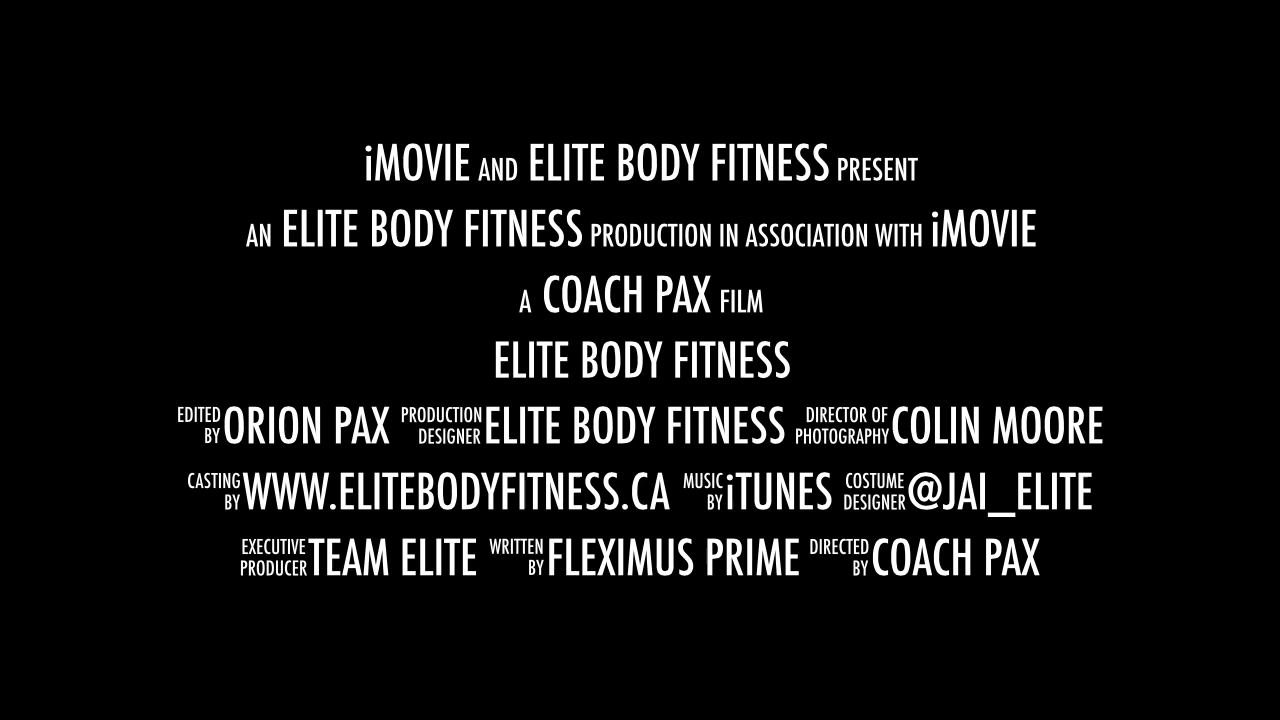 iMOVIE AND ELITE BODY FITNESS PRESENT
AN ELITE BODY FITNESS PRODUCTION IN ASSOCIATION WITH iMOVIE
A COACH PAX FILM
ELITE BODY FITNESS
EDITED BY ORION PAX PRODUCTION DESIGNER ELITE BODY FITNESS DIRECTOR OF PHOTOGRAPHY COLIN MOORE
CASTING BY WWW.ELITEBODYFITNESS.CA MUSIC BY iTUNES COSTUME DESIGNER @JAI_ELITE
EXECUTIVE PRODUCER TEAM ELITE WRITTEN BY FLEXIMUS PRIME DIRECTED BY COACH PAX